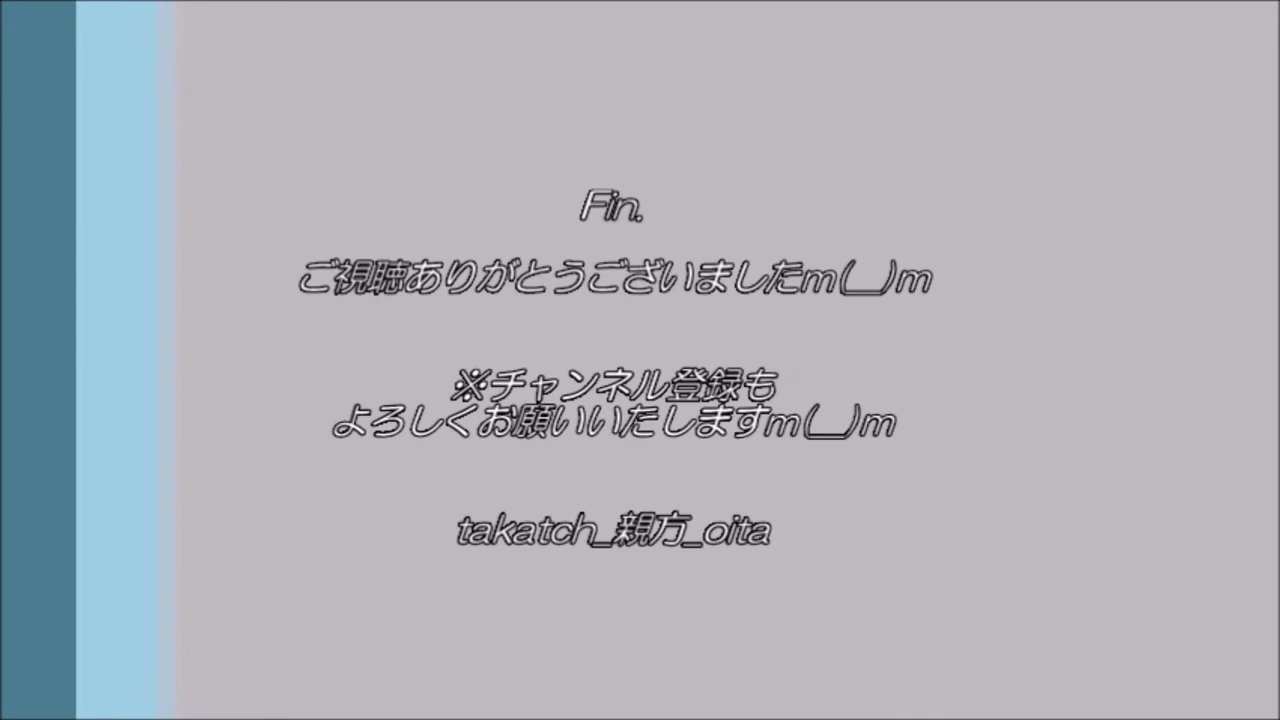 Fin.
ご視聴ありがとうございましたm(__)m
※チャンネル登録も
よろしくお願いいたしますm(__)m
takatch_親方_oita